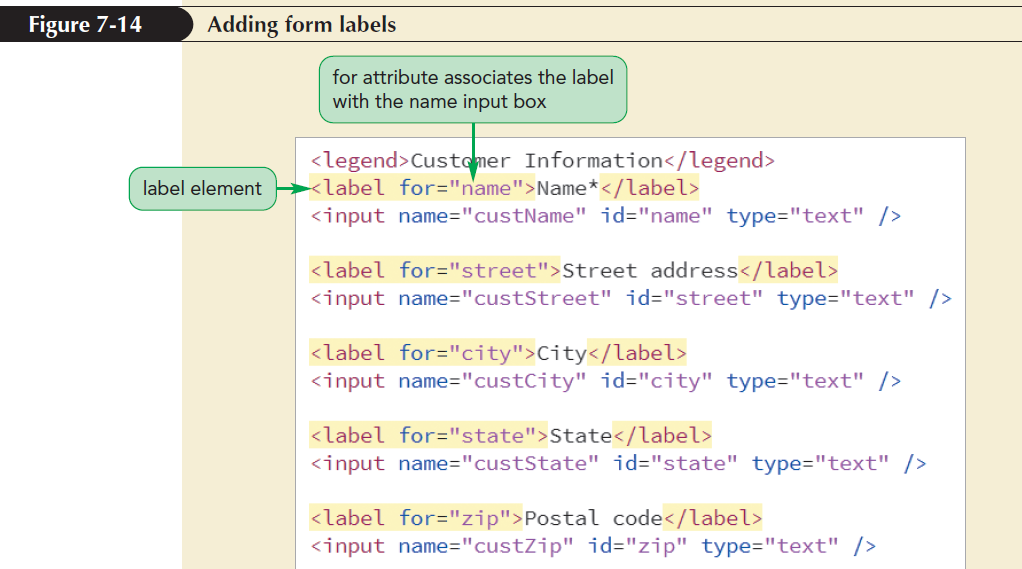 Figure 7-14 Adding form labels
for attribute associates the label
with the name input box
label element
<legend>Customer Information</legend>
<label for="name">Name*</label>
<input name="custName" id="name" type="text" />
<label for="street">Street address</label>
<input name="custStreet" id="street" type="text" />
<label for="city">City</label>
<input name="custCity" id="city" type="text" />
<label for="state">State</label>
<input name="custState" id="state" type="text" />
<label for="zip">Postal code</label>
<input name="custZip" id="zip" type="text" />